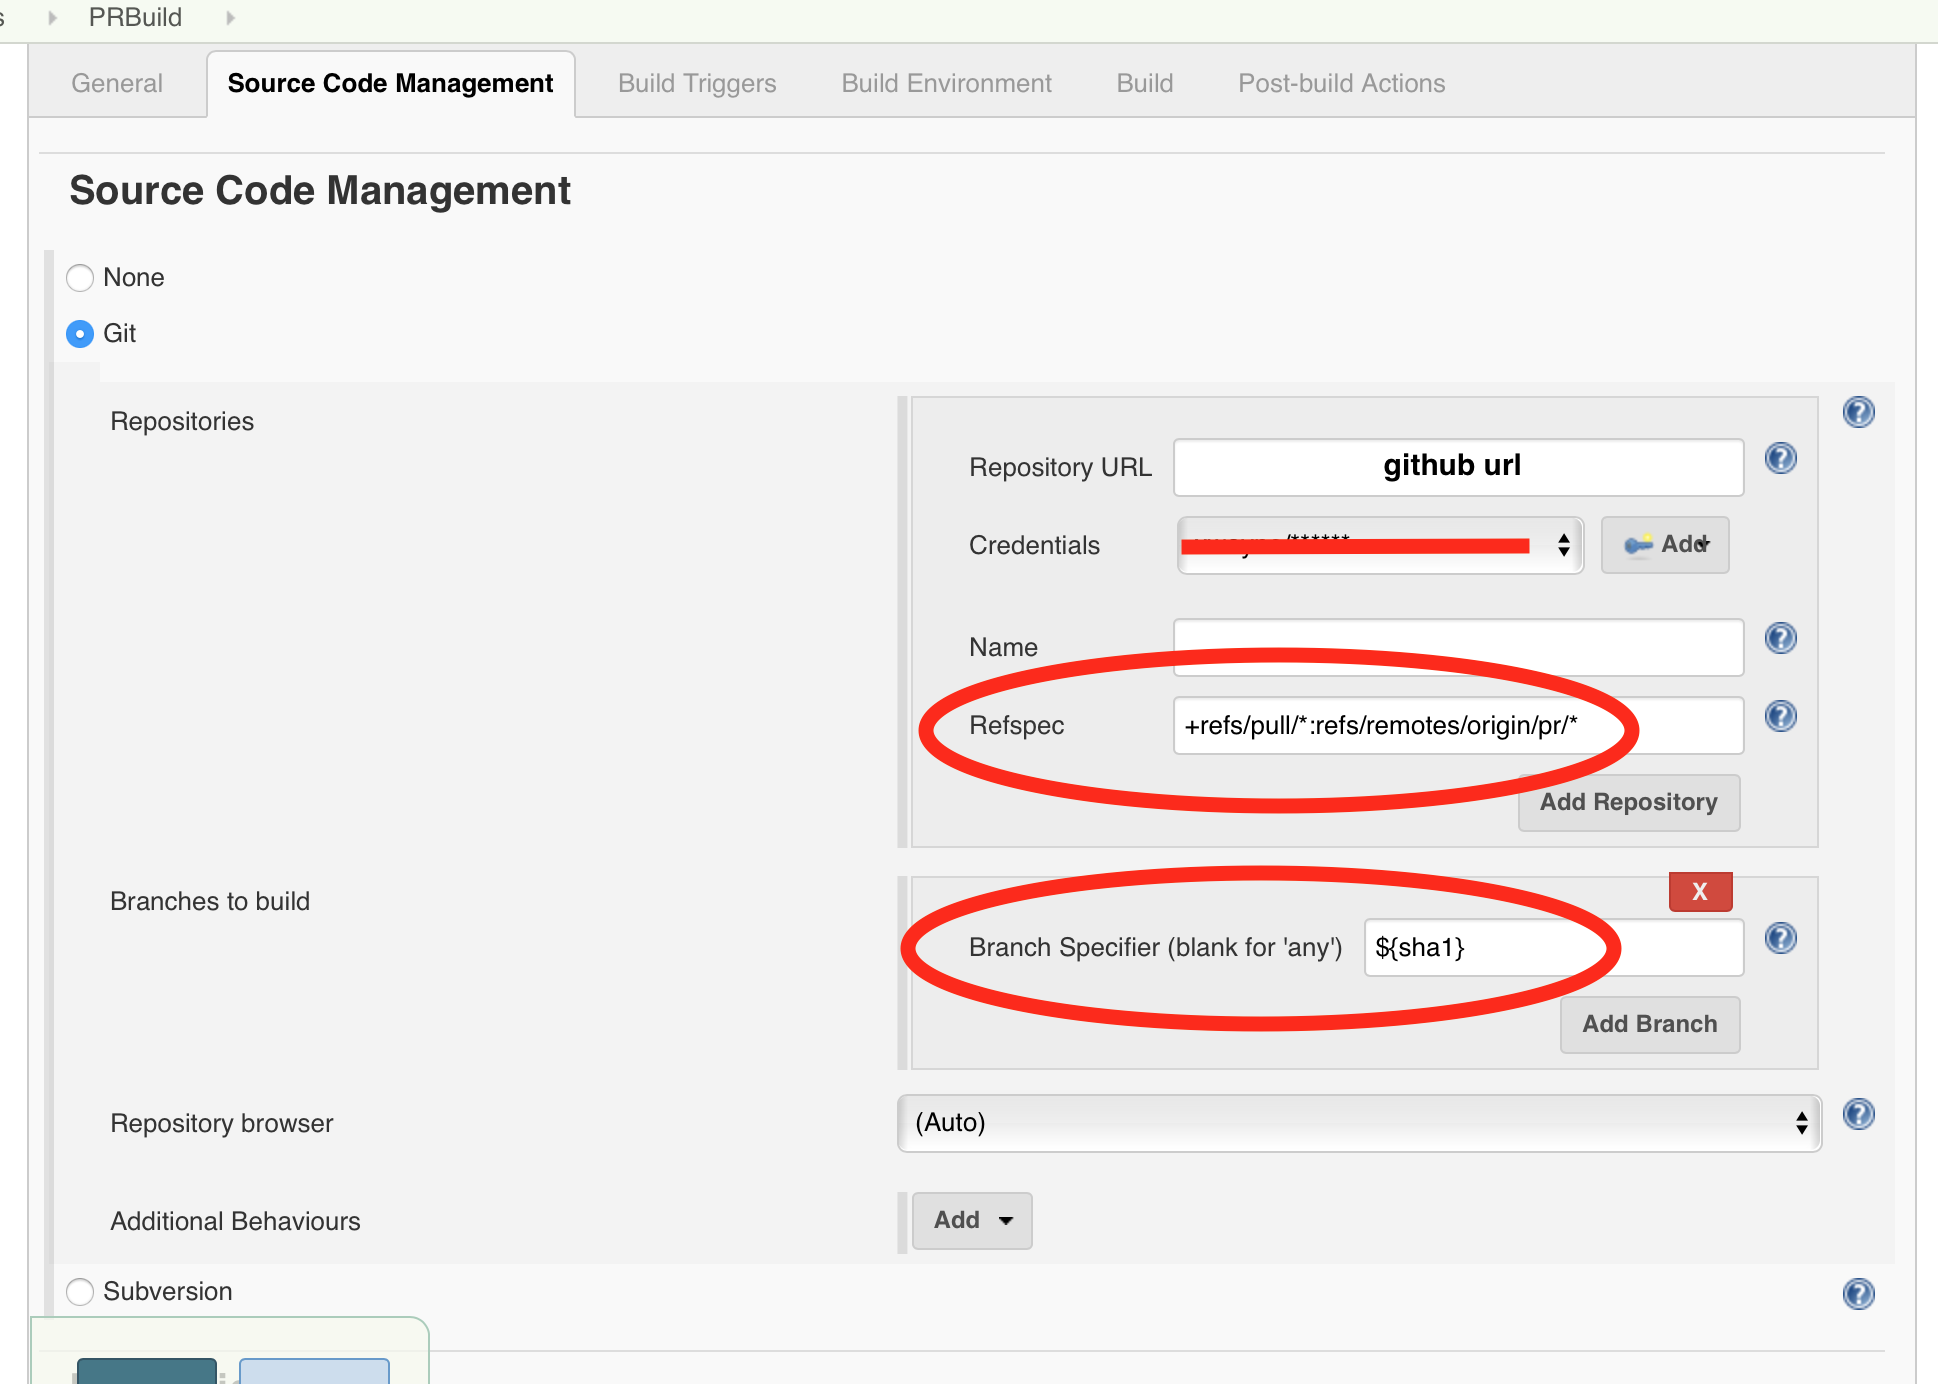 PRBuild
General Source Code Management Build Triggers Build Environment Build Post-build Actions
Source Code Management
None
Git
Repositories
Repository URL github url
Credentials /****** Add
Name
Refspec +refs/pull/*:refs/remotes/origin/pr/*
Add Repository
Branches to build
X
Branch Specifier (blank for 'any') ${sha1}
Add Branch
Repository browser (Auto)
Additional Behaviours Add
Subversion